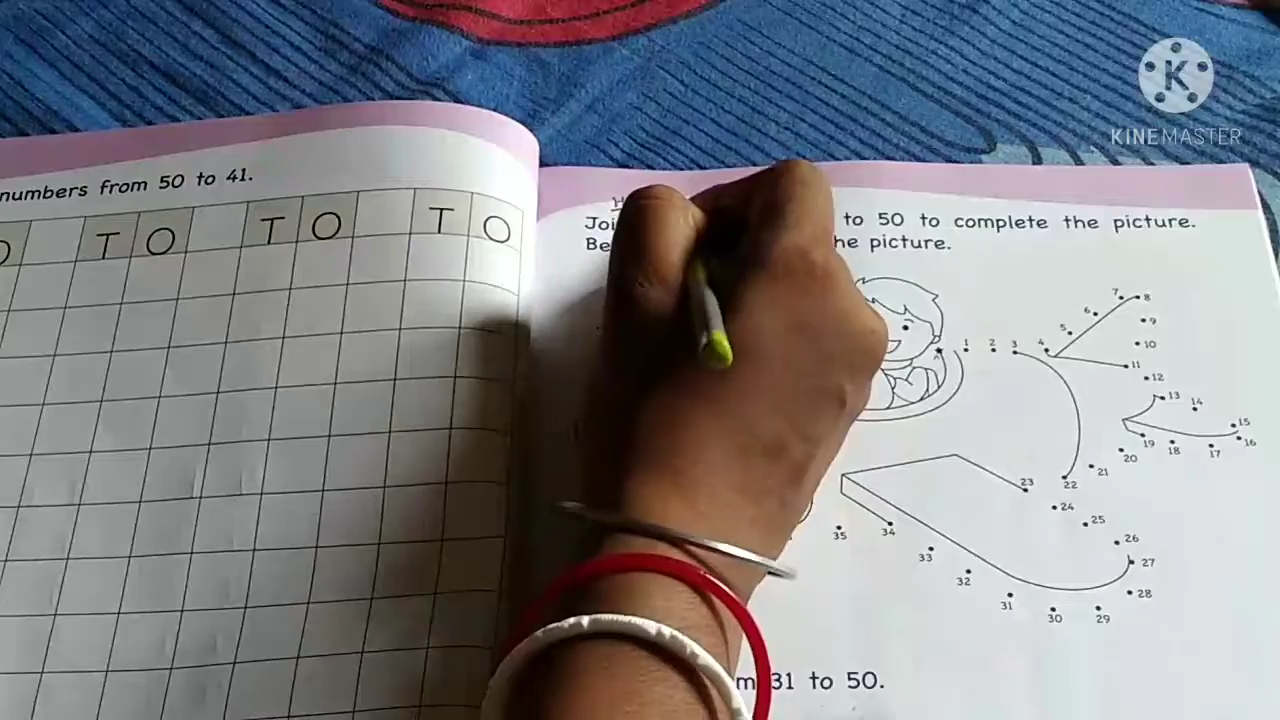 numbers from 50 to 41.
T O T O T O
to 50 to complete the picture.
he picture.
1 2 3 4 5 6 7 8
9
10
11
12
13 14 15
16
17
18
19
20
21
22
23
24
25
26
27
28
29
30
31
32
33
34
35
31 to 50.
K
KINEMASTER